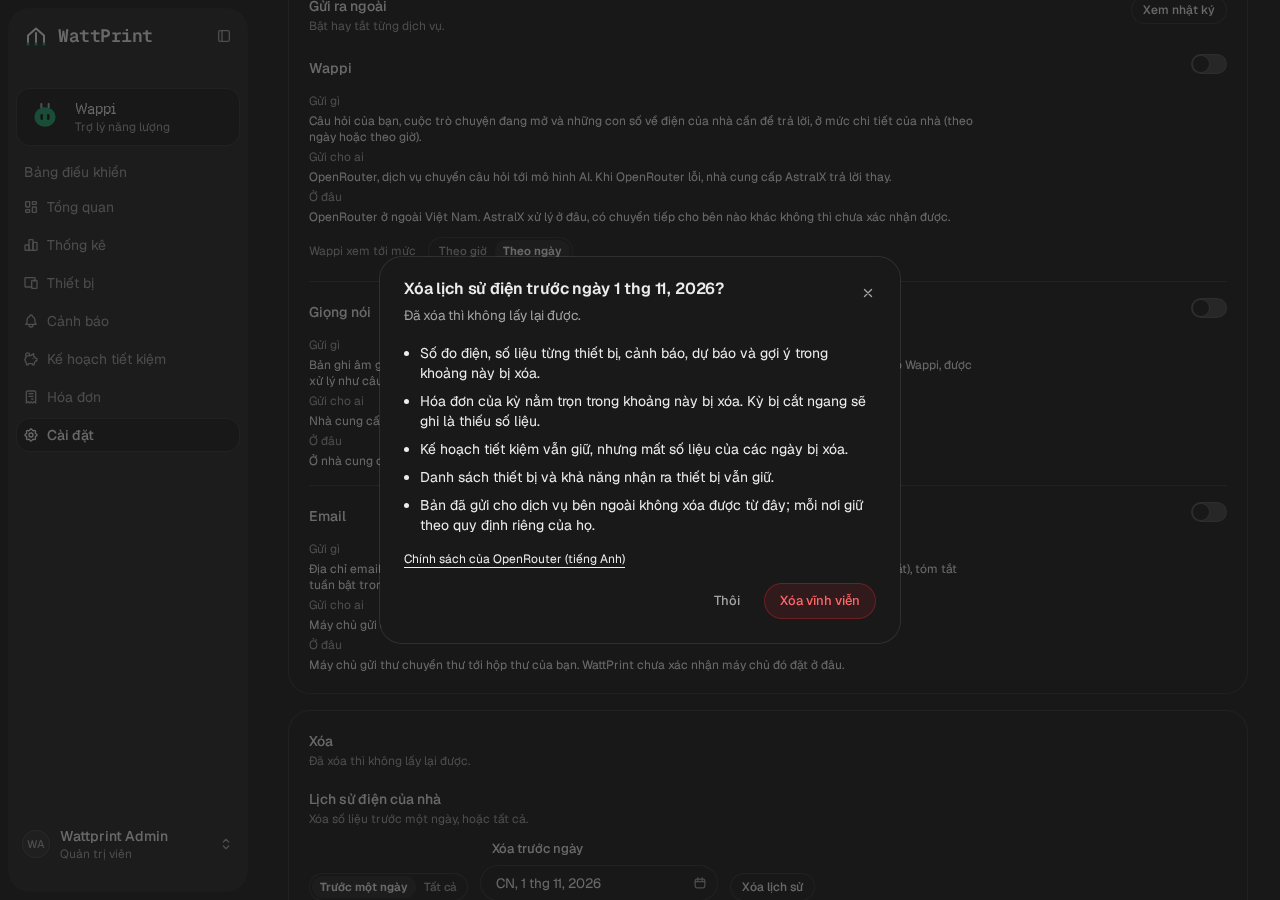 WattPrint
Wappi
Trợ lý năng lượng
Bảng điều khiển
Tổng quan
Thống kê
Thiết bị
Cảnh báo
Kế hoạch tiết kiệm
Hóa đơn
Cài đặt
WA
Wattprint Admin
Quản trị viên
Gửi ra ngoài
Bật hay tắt từng dịch vụ.
Xem nhật ký
Wappi
Gửi gì
Câu hỏi của bạn, cuộc trò chuyện đang mở và những con số về điện của nhà cần để trả lời, ở mức chi tiết của nhà (theo
ngày hoặc theo giờ).
Gửi cho ai
OpenRouter, dịch vụ chuyển câu hỏi tới mô hình AI. Khi OpenRouter lỗi, nhà cung cấp AstralX trả lời thay.
Ở đâu
OpenRouter ở ngoài Việt Nam. AstralX xử lý ở đâu, có chuyển tiếp cho bên nào khác không thì chưa xác nhận được.
Wappi xem tới mức
Theo giờ
Theo ngày
Xóa lịch sử điện trước ngày 1 thg 11, 2026?
Đã xóa thì không lấy lại được.
Số đo điện, số liệu từng thiết bị, cảnh báo, dự báo và gợi ý trong
khoảng này bị xóa.
Hóa đơn của kỳ nằm trọn trong khoảng này bị xóa. Kỳ bị cắt ngang sẽ
ghi là thiếu số liệu.
Kế hoạch tiết kiệm vẫn giữ, nhưng mất số liệu của các ngày bị xóa.
Danh sách thiết bị và khả năng nhận ra thiết bị vẫn giữ.
Bản đã gửi cho dịch vụ bên ngoài không xóa được từ đây; mỗi nơi giữ
theo quy định riêng của họ.
Chính sách của OpenRouter (tiếng Anh)
Thôi
Xóa vĩnh viễn
Giọng nói
Gửi gì
Bản ghi âm
Wappi, được
xử lý như
Gửi cho ai
Nhà cung
Ở đâu
Ở nhà cung
Email
Gửi gì
Địa chỉ email
tóm tắt
tuần bật
Gửi cho ai
Máy chủ gửi
Ở đâu
Máy chủ gửi thư chuyển thư tới hộp thư của bạn. WattPrint chưa xác nhận máy chủ đó đặt ở đâu.
Xóa
Đã xóa thì không lấy lại được.
Lịch sử điện của nhà
Xóa số liệu trước một ngày, hoặc tất cả.
Xóa trước ngày
Trước một ngày
Tất cả
CN, 1 thg 11, 2026
Xóa lịch sử